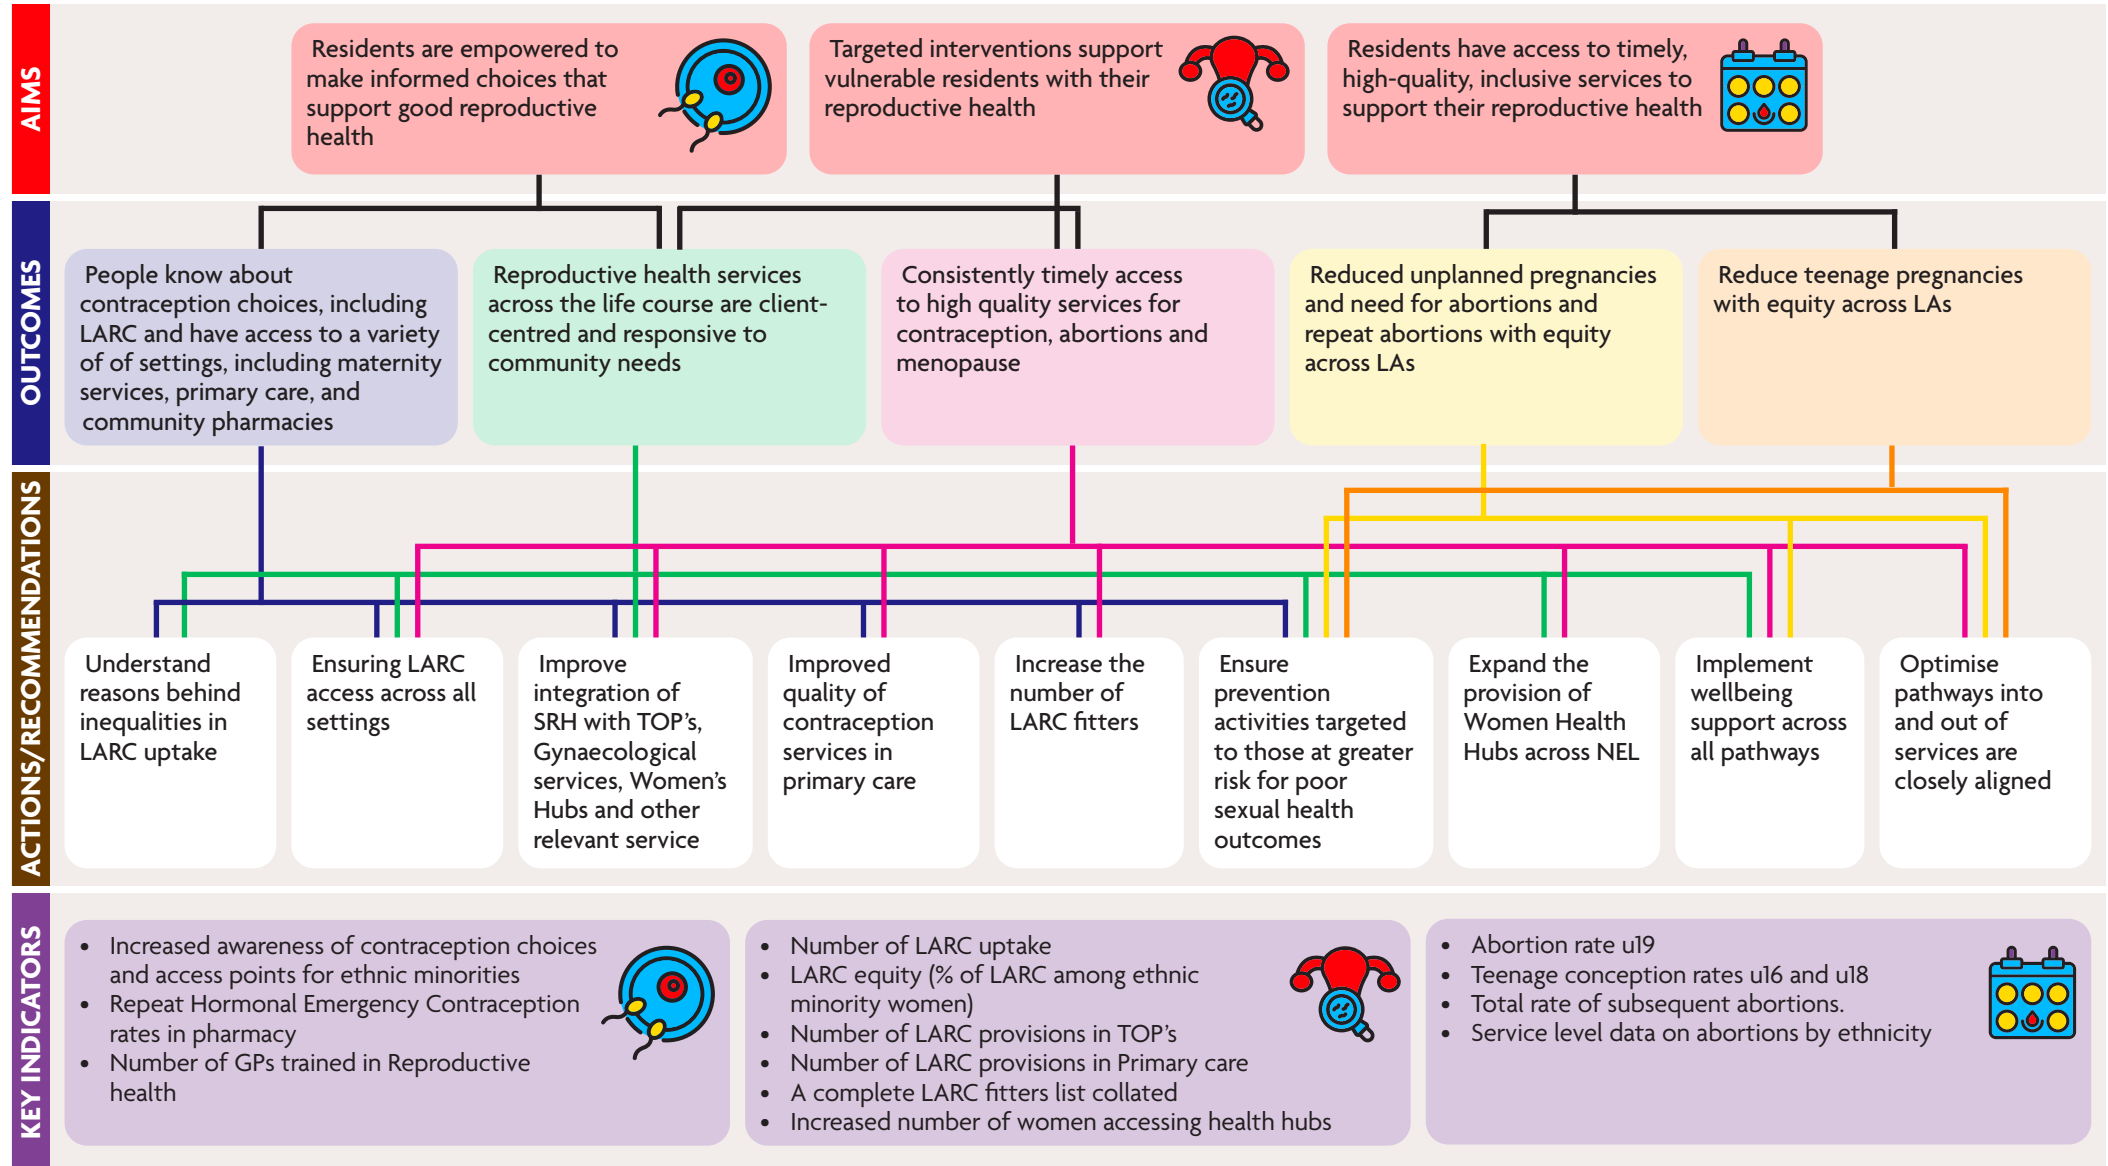 AIMS
Residents are empowered to
make informed choices that
support good reproductive
health
Targeted interventions support
vulnerable residents with their
reproductive health
Residents have access to timely,
high-quality, inclusive services to
support their reproductive health
OUTCOMES
People know about
contraception choices, including
LARC and have access to a variety
of of settings, including maternity
services, primary care, and
community pharmacies
Reproductive health services
across the life course are client-
centred and responsive to
community needs
Consistently timely access
to high quality services for
contraception, abortions and
menopause
Reduced unplanned pregnancies
and need for abortions and
repeat abortions with equity
across LAs
Reduce teenage pregnancies
with equity across LAs
ACTIONS/RECOMMENDATIONS
Understand
reasons behind
inequalities in
LARC uptake
Ensuring LARC
access across all
settings
Improve
integration of
SRH with TOP's,
Gynaecological
services, Women's
Hubs and other
relevant service
Improved
quality of
contraception
services in
primary care
Increase the
number of
LARC fitters
Ensure
prevention
activities targeted
to those at greater
risk for poor
sexual health
outcomes
Expand the
provision of
Women Health
Hubs across NEL
Implement
wellbeing
support across
all pathways
Optimise
pathways into
and out of
services are
closely aligned
KEY INDICATORS
• Increased awareness of contraception choices
and access points for ethnic minorities
• Repeat Hormonal Emergency Contraception
rates in pharmacy
• Number of GPs trained in Reproductive
health
• Number of LARC uptake
• LARC equity (% of LARC among ethnic
minority women)
• Number of LARC provisions in TOP's
• Number of LARC provisions in Primary care
• A complete LARC fitters list collated
• Increased number of women accessing health hubs
• Abortion rate u19
• Teenage conception rates u16 and u18
• Total rate of subsequent abortions.
• Service level data on abortions by ethnicity